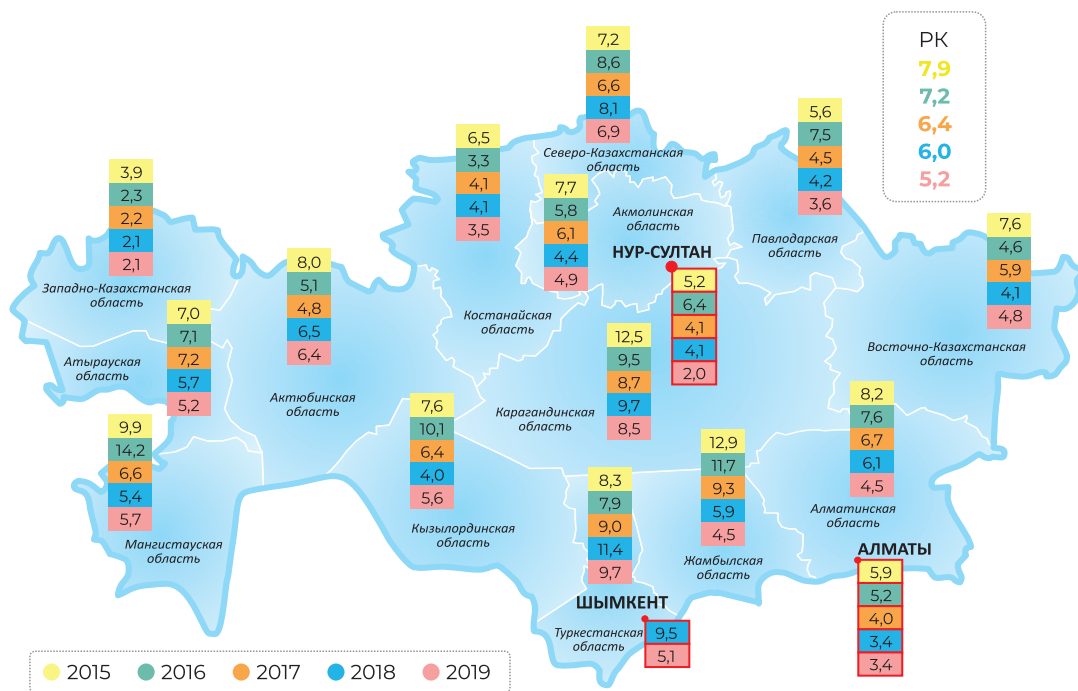 7,2
8,6
6,6
8,1
6,9
Северо-Казахстанская
область
РК
7,9
7,2
6,4
6,0
5,2
5,6
7,5
4,5
4,2
3,6
Павлодарская
область
6,5
3,3
4,1
4,1
3,5
Костанайская
область
7,7
5,8
6,1
4,4
4,9
Акмолинская
область
НУР-СУЛТАН
5,2
6,4
4,1
4,1
2,0
3,9
2,3
2,2
2,1
2,1
Западно-Казахстанская
область
7,6
4,6
5,9
4,1
4,8
Восточно-Казахстанская
область
8,0
5,1
4,8
6,5
6,4
Актюбинская
область
7,0
7,1
7,2
5,7
5,2
Атырауская
область
12,5
9,5
8,7
9,7
8,5
Карагандинская
область
9,9
14,2
6,6
5,4
5,7
Мангистауская
область
7,6
10,1
6,4
4,0
5,6
Кызылординская
область
8,3
7,9
9,0
11,4
9,7
ШЫМКЕНТ
Туркестанская
область
9,5
5,1
12,9
11,7
9,3
5,9
4,5
Жамбылская
область
8,2
7,6
6,7
6,1
4,5
Алматинская
область
АЛМАТЫ
5,9
5,2
4,0
3,4
3,4
2015 2016 2017 2018 2019